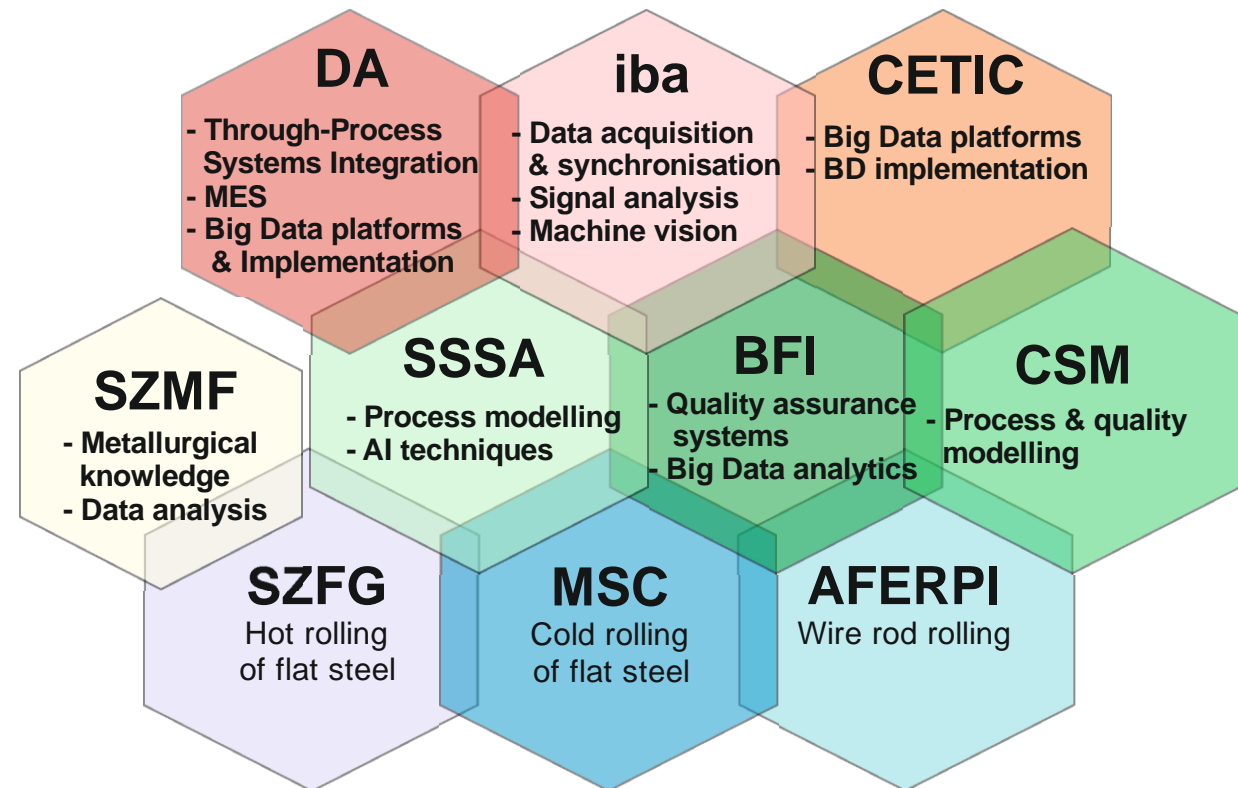 DA
- Through-Process
Systems Integration
- MES
- Big Data platforms
& Implementation
iba
- Data acquisition
& synchronisation
- Signal analysis
- Machine vision
CETIC
- Big Data platforms
- BD implementation
SZMF
- Metallurgical
knowledge
- Data analysis
SSSA
- Process modelling
- AI techniques
BFI
- Quality assurance
systems
- Big Data analytics
CSM
- Process & quality
modelling
SZFG
Hot rolling
of flat steel
MSC
Cold rolling
of flat steel
AFERPI
Wire rod rolling